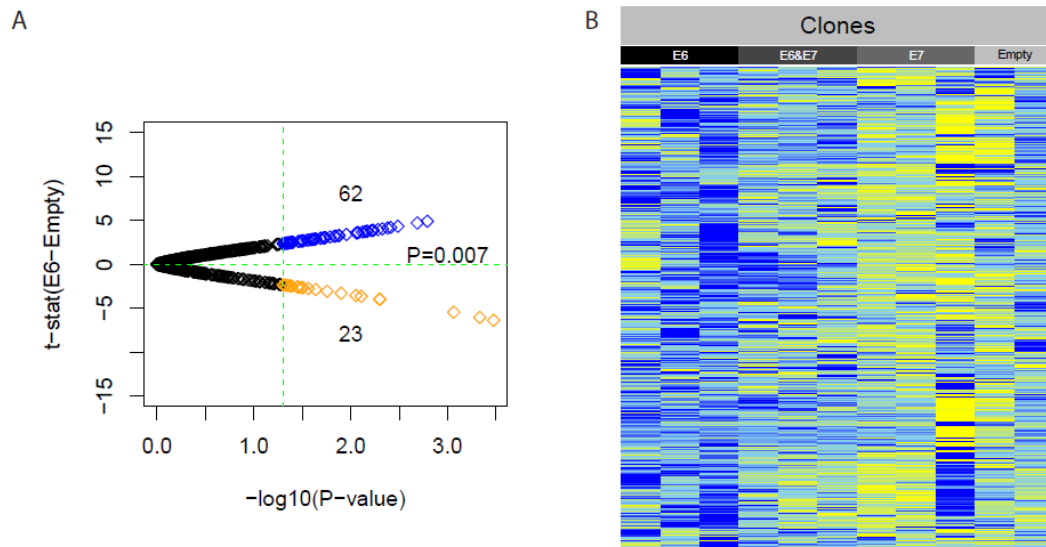 A
t−stat(E6−Empty)
15
10
5
0
−5
−15
62
P=0.007
23
0.0 1.0 2.0 3.0
−log10(P−value)
B
Clones
E6 E6&E7 E7 Empty